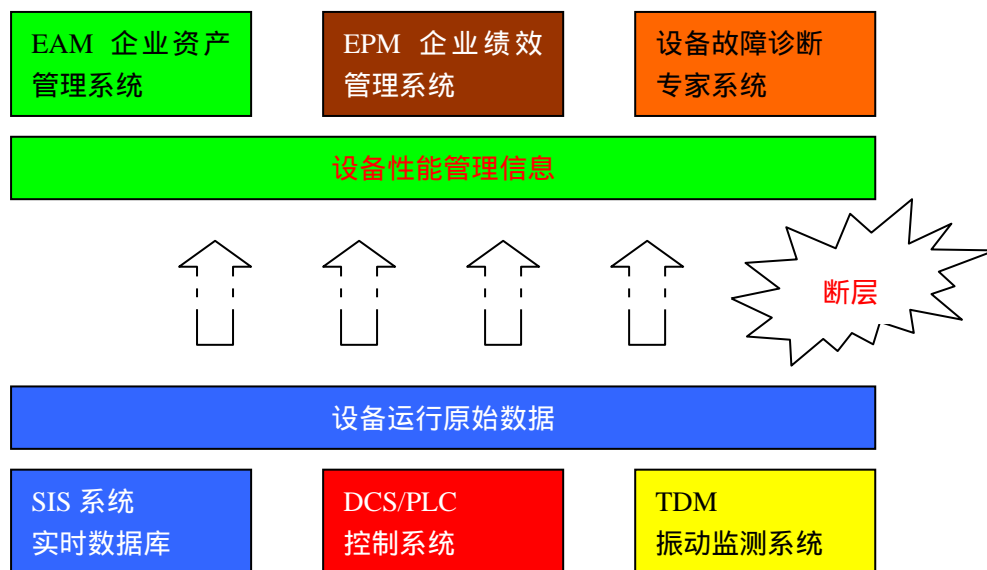 EAM 企业资产
管理系统
EPM 企业绩效
管理系统
设备故障诊断
专家系统
设备性能管理信息
断层
设备运行原始数据
SIS 系统
实时数据库
DCS/PLC
控制系统
TDM
振动监测系统